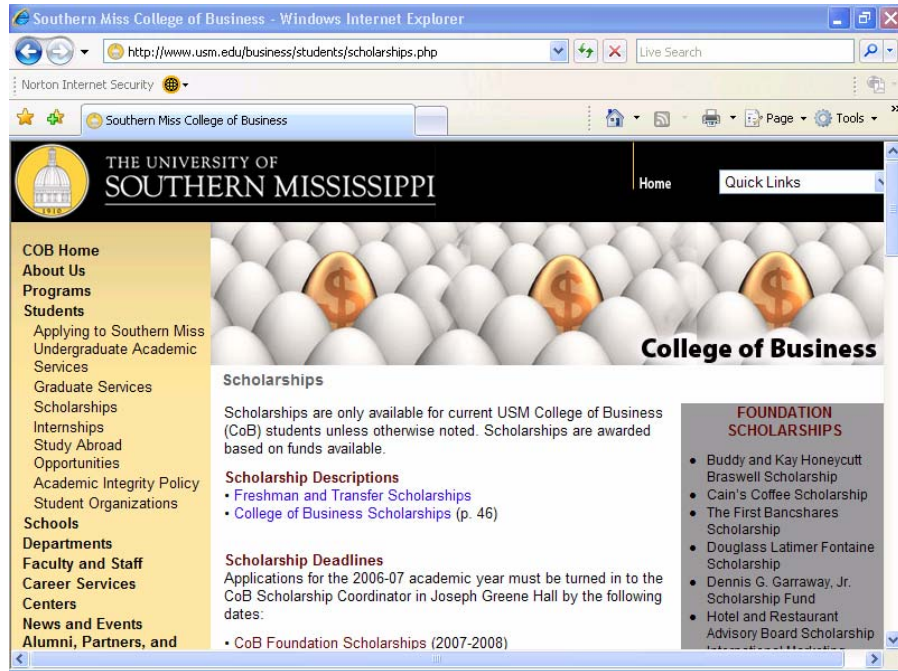 Southern Miss College of Business - Windows Internet Explorer
http://www.usm.edu/business/students/scholarships.php
Live Search
Norton Internet Security
Southern Miss College of Business
Page
Tools
»
THE UNIVERSITY OF
SOUTHERN MISSISSIPPI
1910
Home
Quick Links
COB Home
About Us
Programs
Students
Applying to Southern Miss
Undergraduate Academic
Services
Graduate Services
Scholarships
Internships
Study Abroad
Opportunities
Academic Integrity Policy
Student Organizations
Schools
Departments
Faculty and Staff
Career Services
Centers
News and Events
Alumni, Partners, and
$ $
College of Business
Scholarships
Scholarships are only available for current USM College of Business
(CoB) students unless otherwise noted. Scholarships are awarded
based on funds available.
Scholarship Descriptions
• Freshman and Transfer Scholarships
• College of Business Scholarships (p. 46)
Scholarship Deadlines
Applications for the 2006-07 academic year must be turned in to the
CoB Scholarship Coordinator in Joseph Greene Hall by the following
dates:
• CoB Foundation Scholarships (2007-2008)
FOUNDATION
SCHOLARSHIPS
• Buddy and Kay Honeycutt
Braswell Scholarship
• Cain's Coffee Scholarship
• The First Bancshares
Scholarship
• Douglass Latimer Fontaine
Scholarship
• Dennis G. Garraway, Jr.
Scholarship Fund
• Hotel and Restaurant
Advisory Board Scholarship
International Marketing